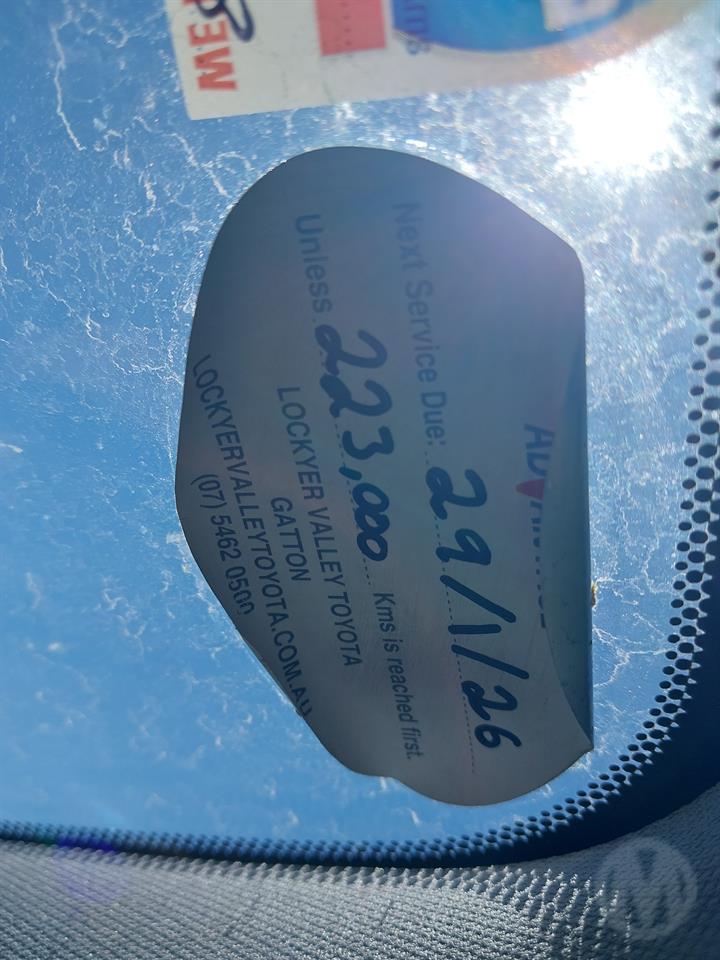 Next Service Due: 29/1/26
Unless 223,000 Kms is reached first.
LOCKYER VALLEY TOYOTA
GATTON
LOCKYERVALLEYTOYOTA.COM.AU
(07) 5462 0500